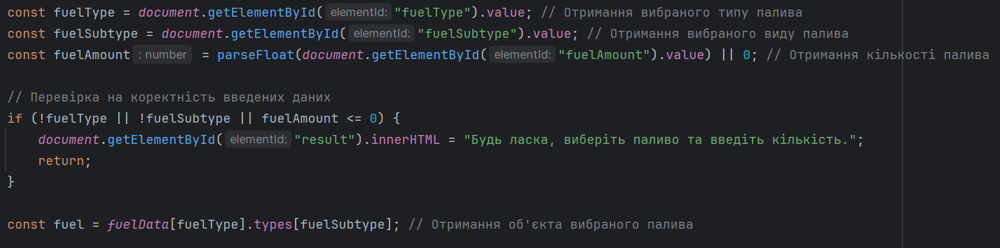 const fuelType = document.getElementById( elementId: "fuelType").value; // Отримання вибраного типу палива
const fuelSubtype = document.getElementById( elementId: "fuelSubtype").value; // Отримання вибраного виду палива
const fuelAmount : number = parseFloat(document.getElementById( elementId: "fuelAmount").value) || 0; // Отримання кількості палива
// Перевірка на коректність введених даних
if (!fuelType || !fuelSubtype || fuelAmount <= 0) {
document.getElementById( elementId: "result").innerHTML = "Будь ласка, виберіть паливо та введіть кількість.";
return;
}
const fuel = fuelData[fuelType].types[fuelSubtype]; // Отримання об'єкта вибраного палива